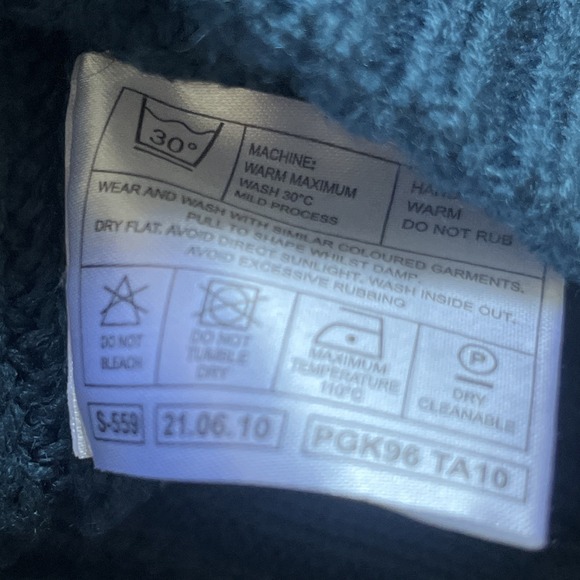 30°
MACHINE:
WARM MAXIMUM
WASH 30°C
MILD PROCESS
WARM
DO NOT RUB
WEAR AND WASH WITH SIMILAR COLOURED GARMENTS.
PULL TO SHAPE WHILST DAMP.
DRY FLAT. AVOID DIRECT SUNLIGHT, WASH INSIDE OUT.
AVOID EXCESSIVE RUBBING
DO NOT
BLEACH
DO NOT
TUMBLE
DRY
MAXIMUM
TEMPERATURE
110°C
P
DRY
CLEANABLE
S-559
21.06.10
PGK96 TA10